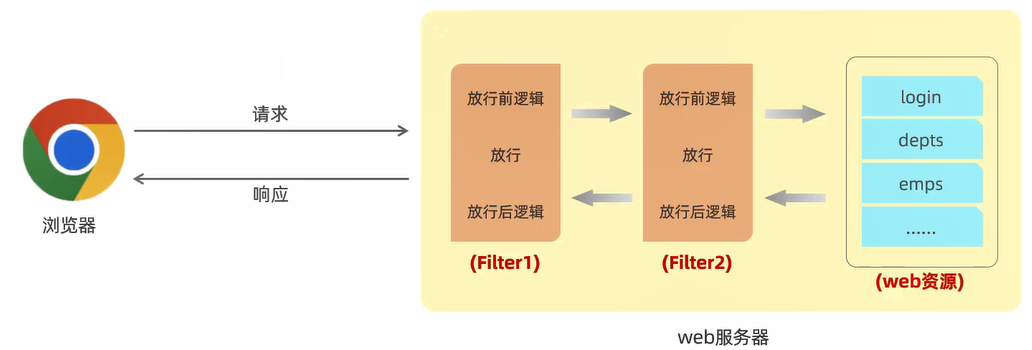 请求
响应
浏览器
放行前逻辑
放行
放行后逻辑
(Filter1)
放行前逻辑
放行
放行后逻辑
(Filter2)
login
depts
emps
......
(web资源)
web服务器